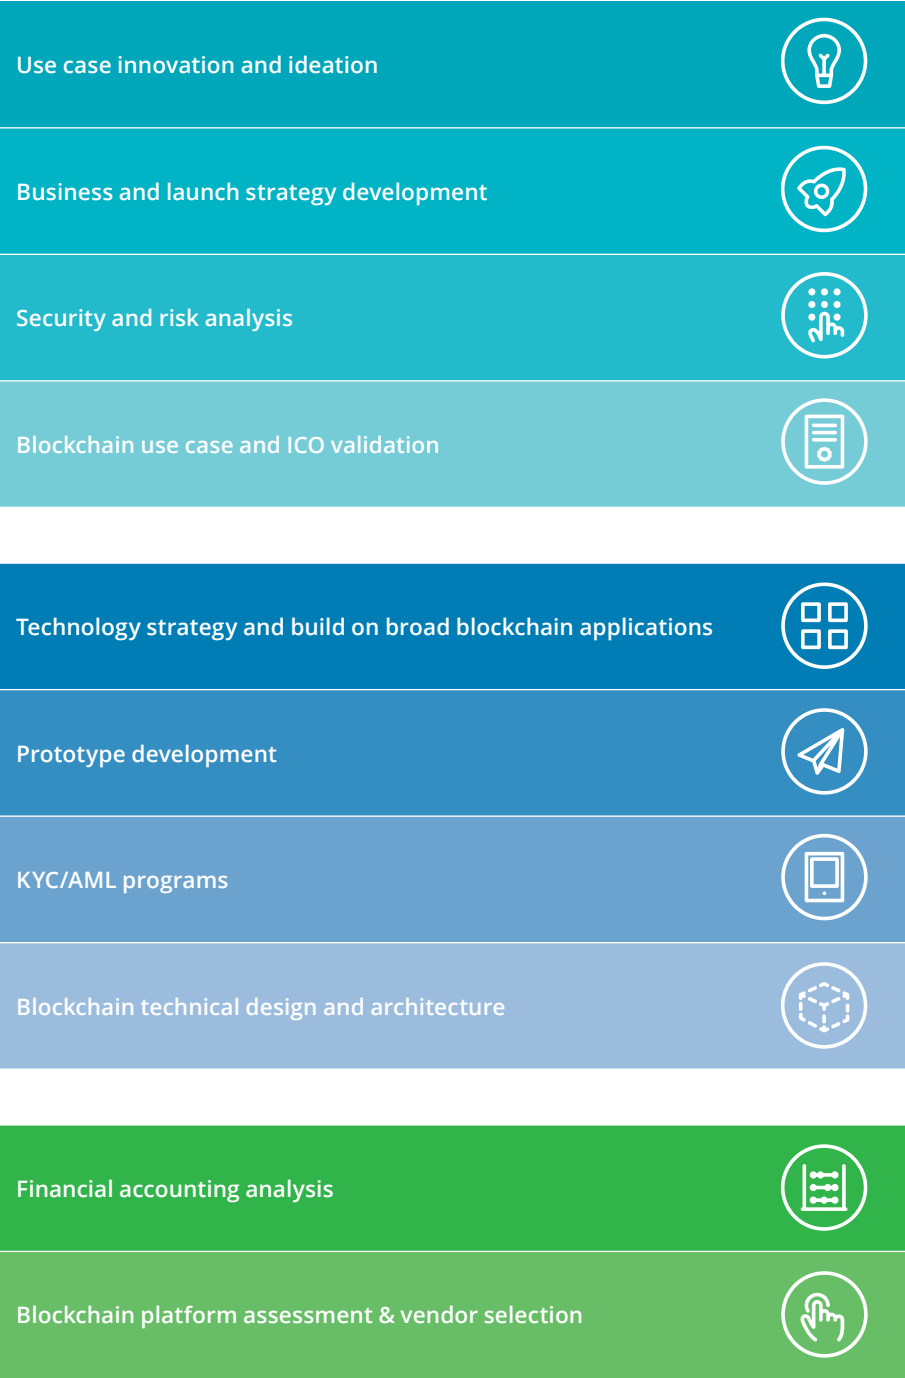 Use case innovation and ideation
Business and launch strategy development
Security and risk analysis
Blockchain use case and ICO validation
Technology strategy and build on broad blockchain applications
Prototype development
KYC/AML programs
Blockchain technical design and architecture
Financial accounting analysis
Blockchain platform assessment & vendor selection